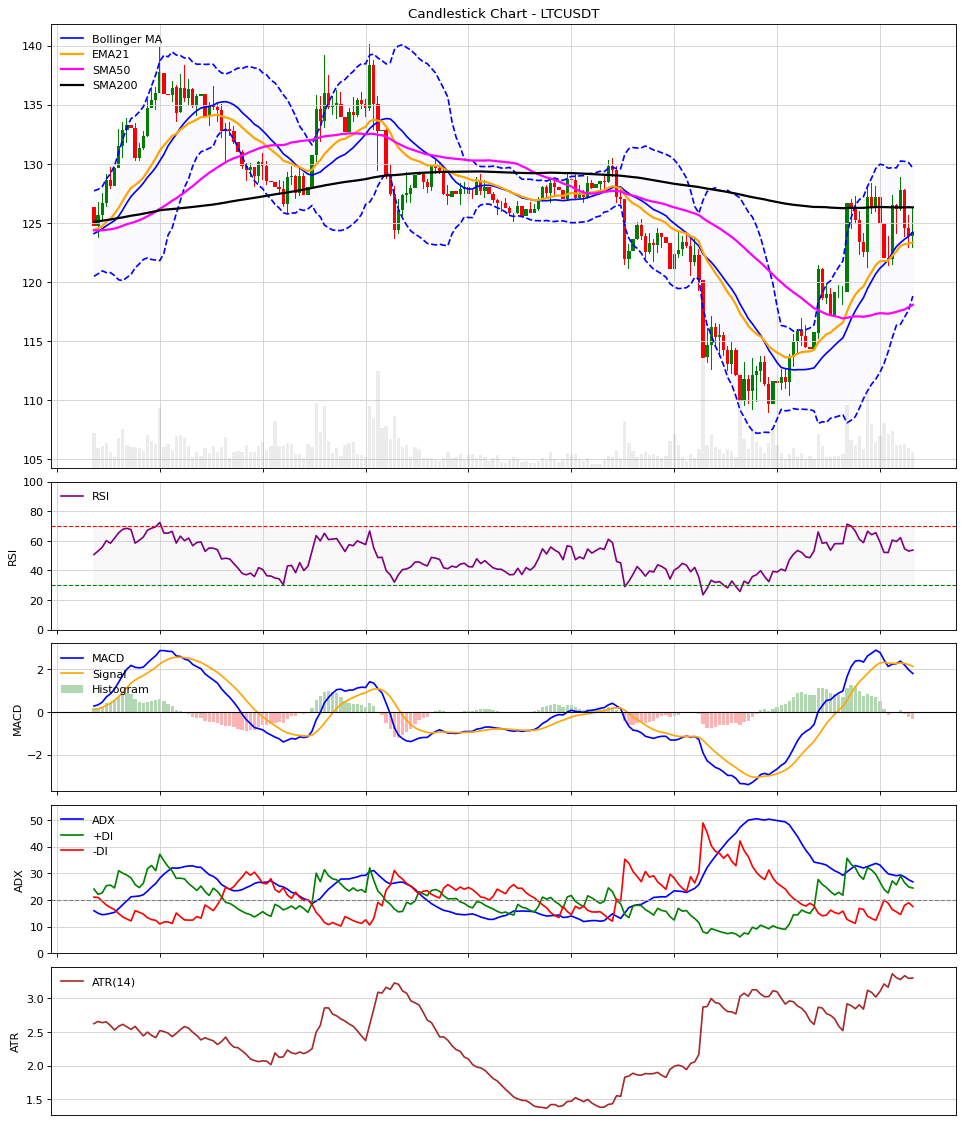 Candlestick Chart - LTCUSDT
Bollinger MA
EMA21
SMA50
SMA200
140
135
130
125
120
115
110
105
RSI
RSI
100
80
60
40
20
0
MACD
Signal
Histogram
MACD
2
0
−2
ADX
+DI
-DI
ADX
50
40
30
20
10
0
ATR(14)
ATR
3.0
2.5
2.0
1.5